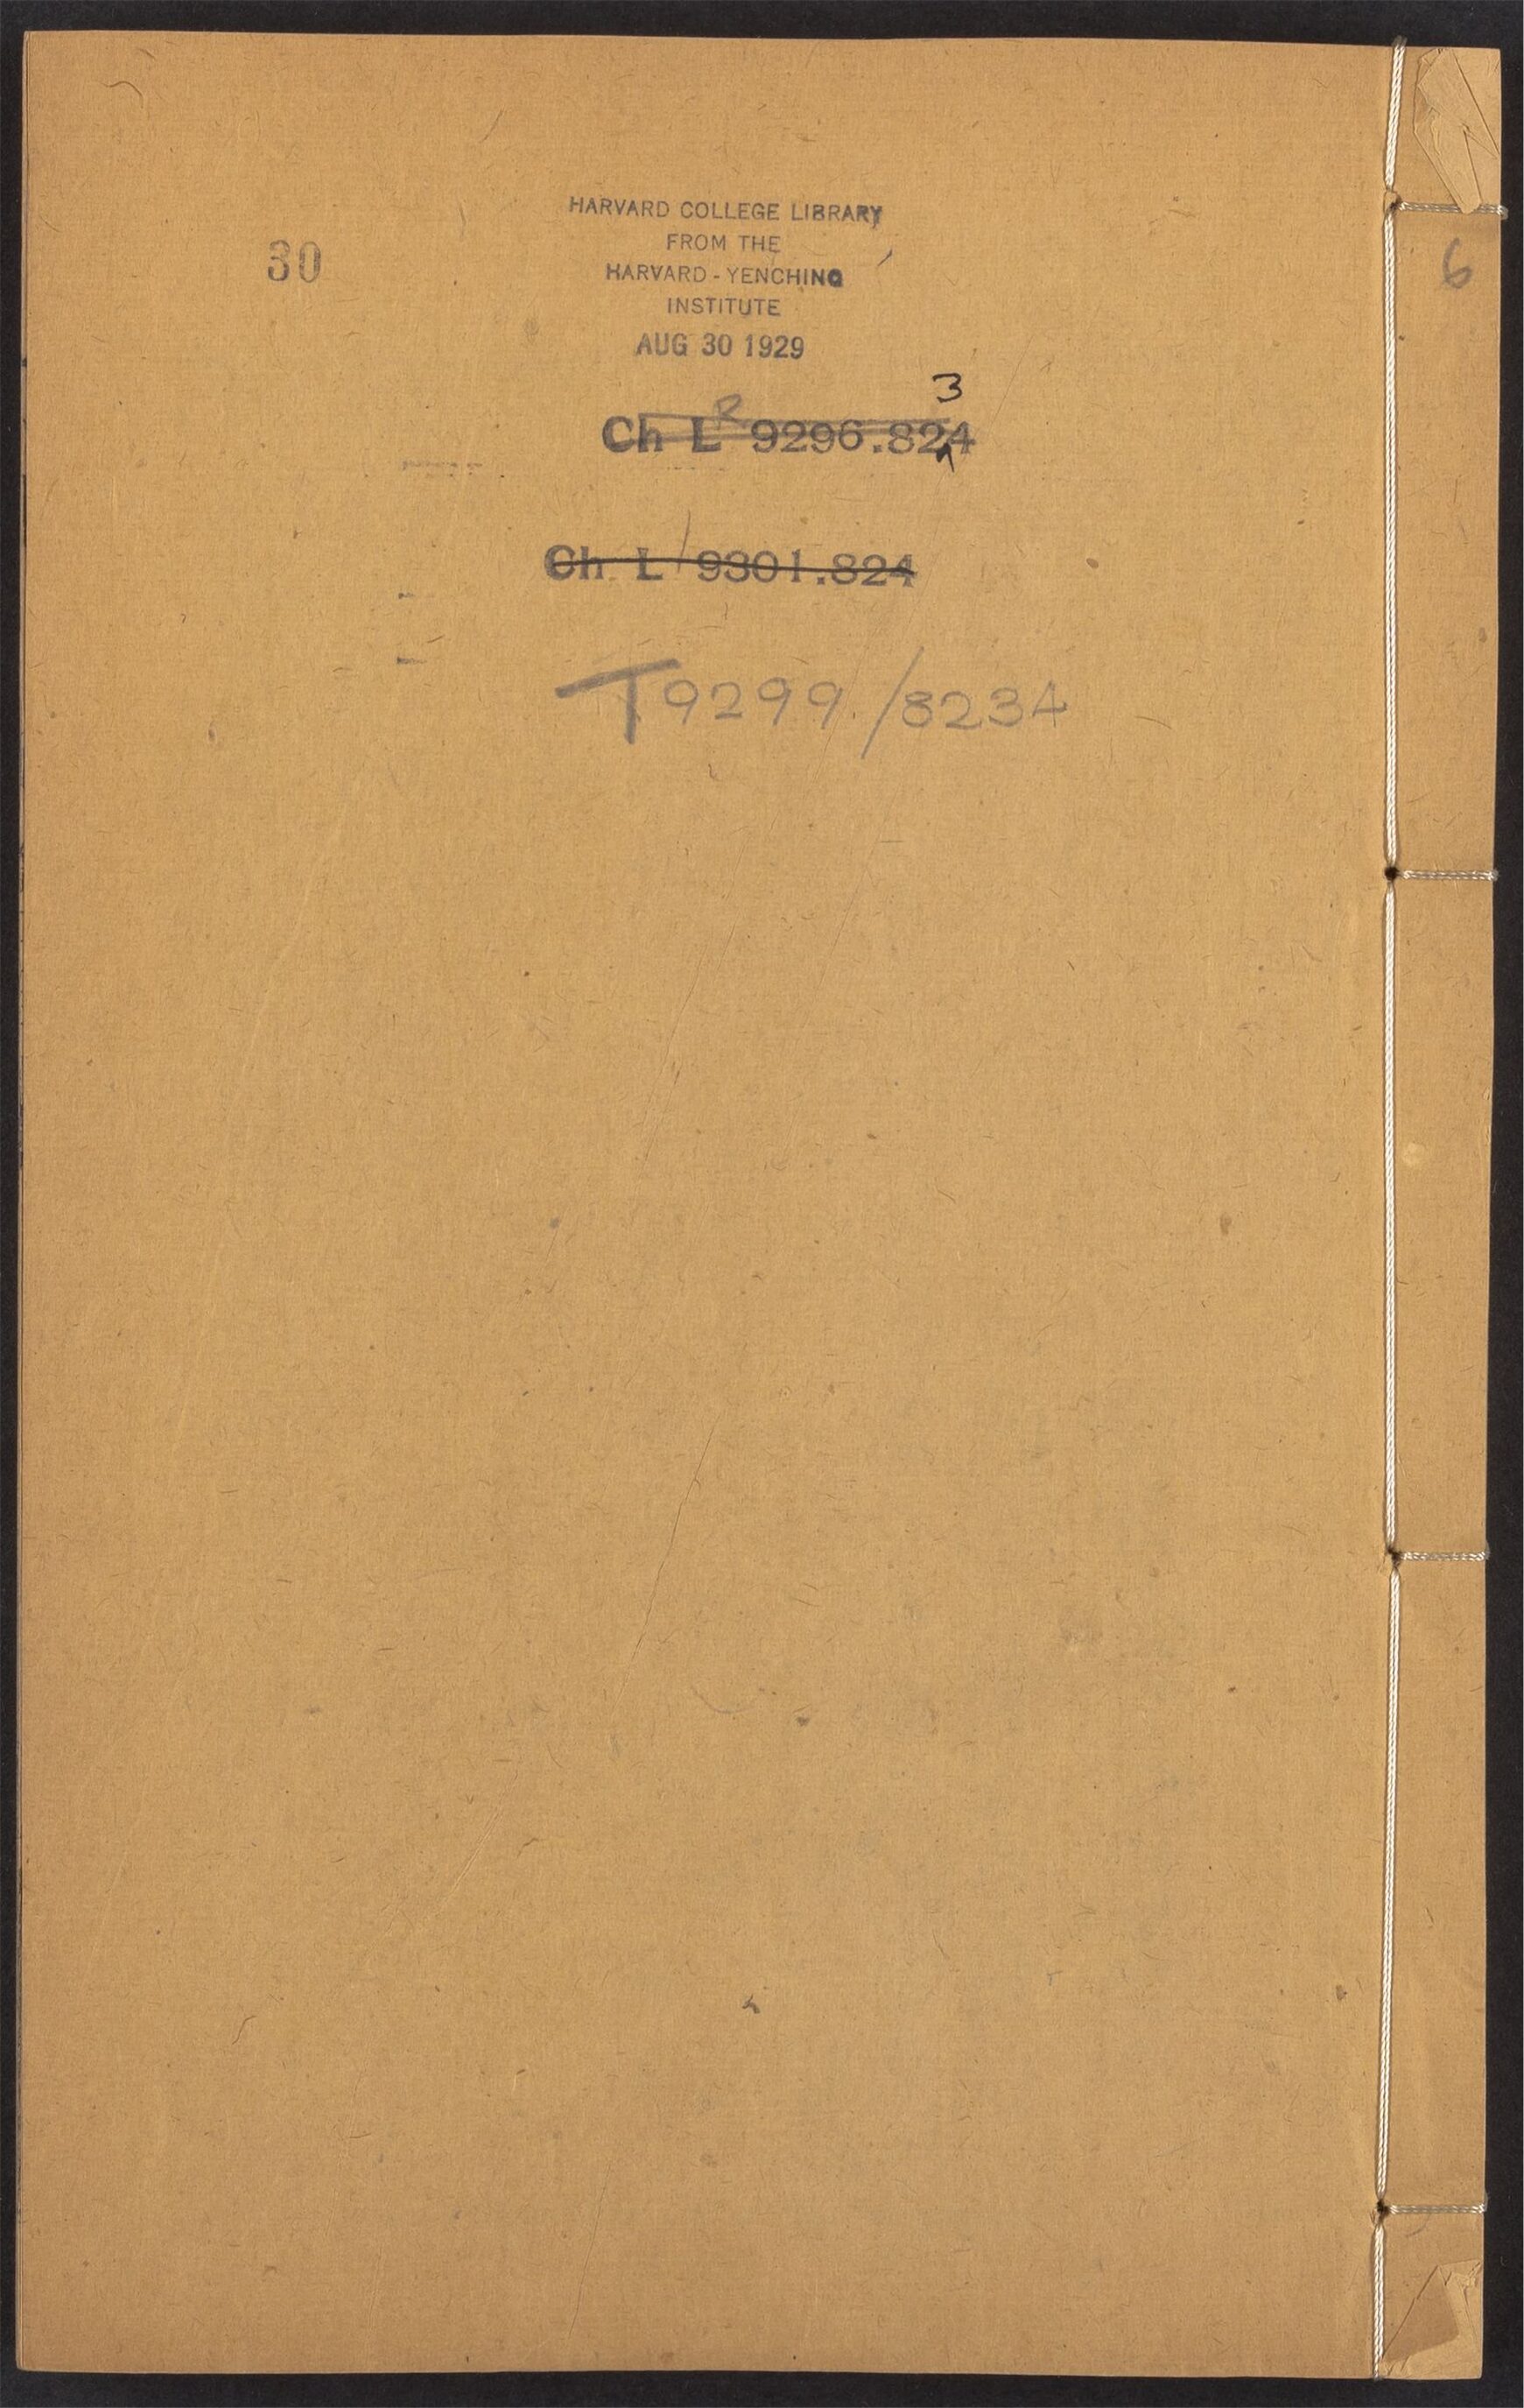 HARVARD COLLEGE LIBRARY
FROM THE
HARVARD-YENCHING
INSTITUTE
AUG 30 1929
30
6
3
Ch L 9296.824
Ch L 9301.824
T9299/8234